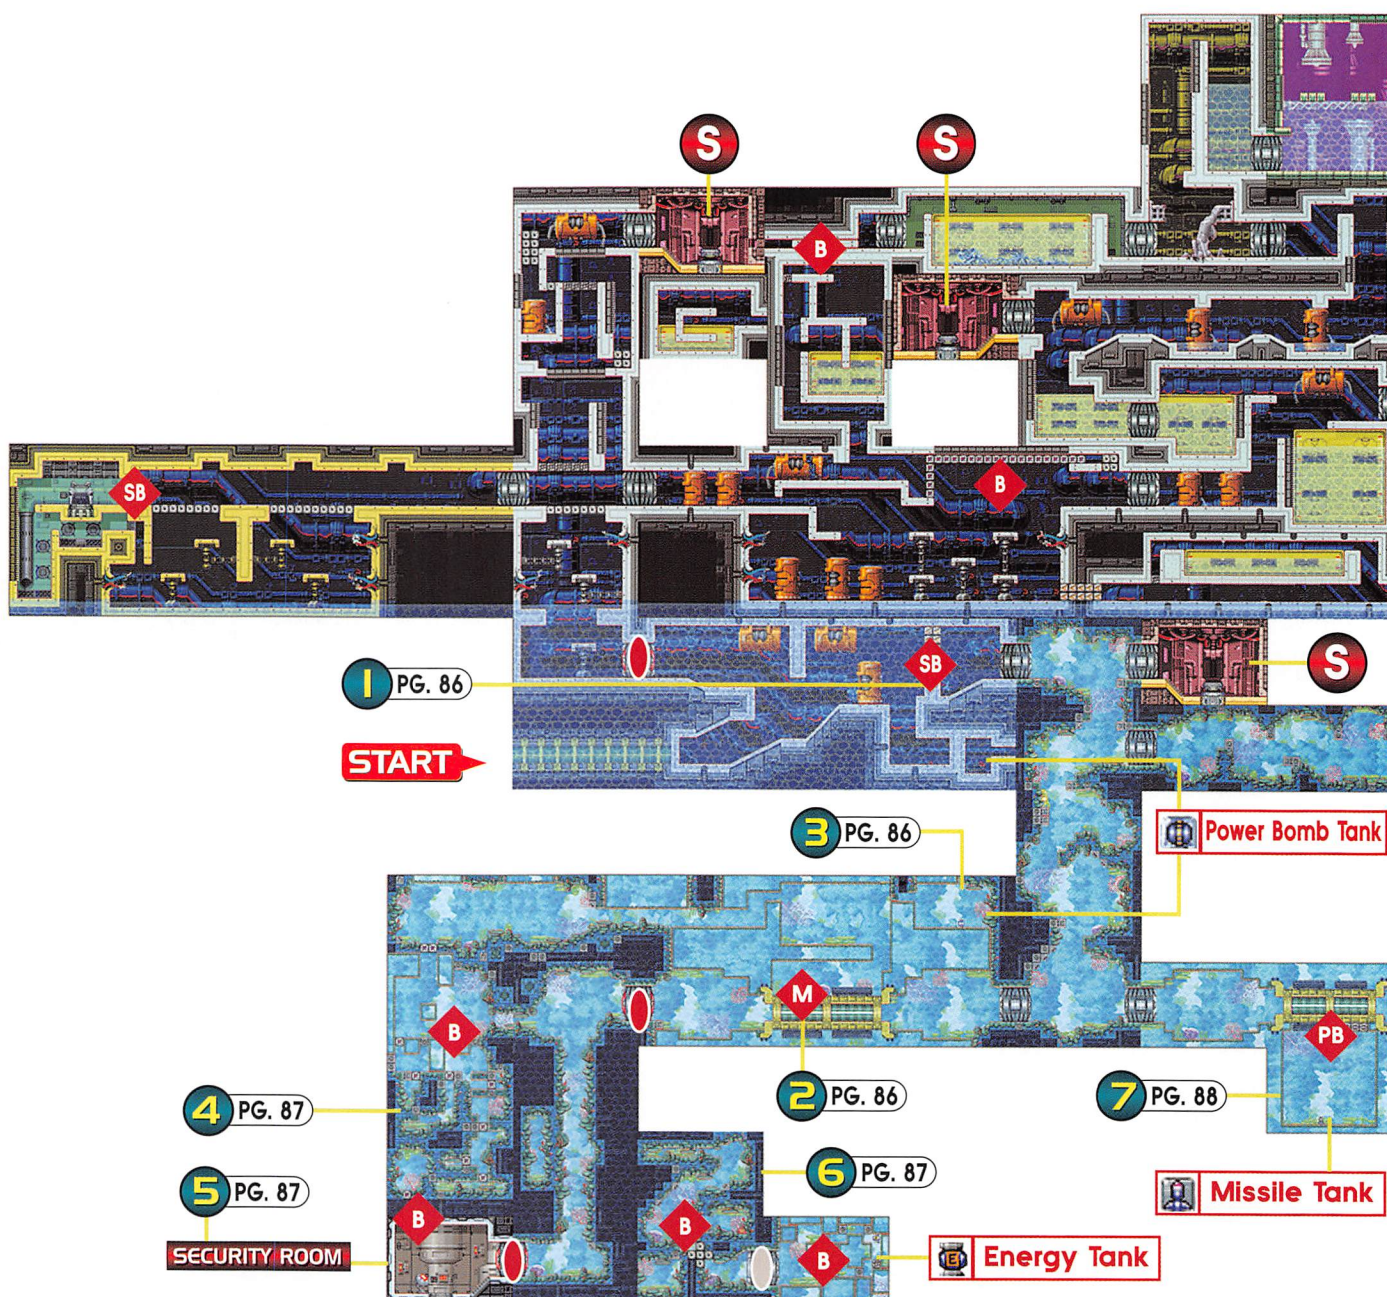 S
S
B
SB
B
S
SB
1 PG. 86
START
3 PG. 86
Power Bomb Tank
M
B
PB
4 PG. 87
2 PG. 86
7 PG. 88
6 PG. 87
5 PG. 87
Missile Tank
B
B
SECURITY ROOM
B
E Energy Tank